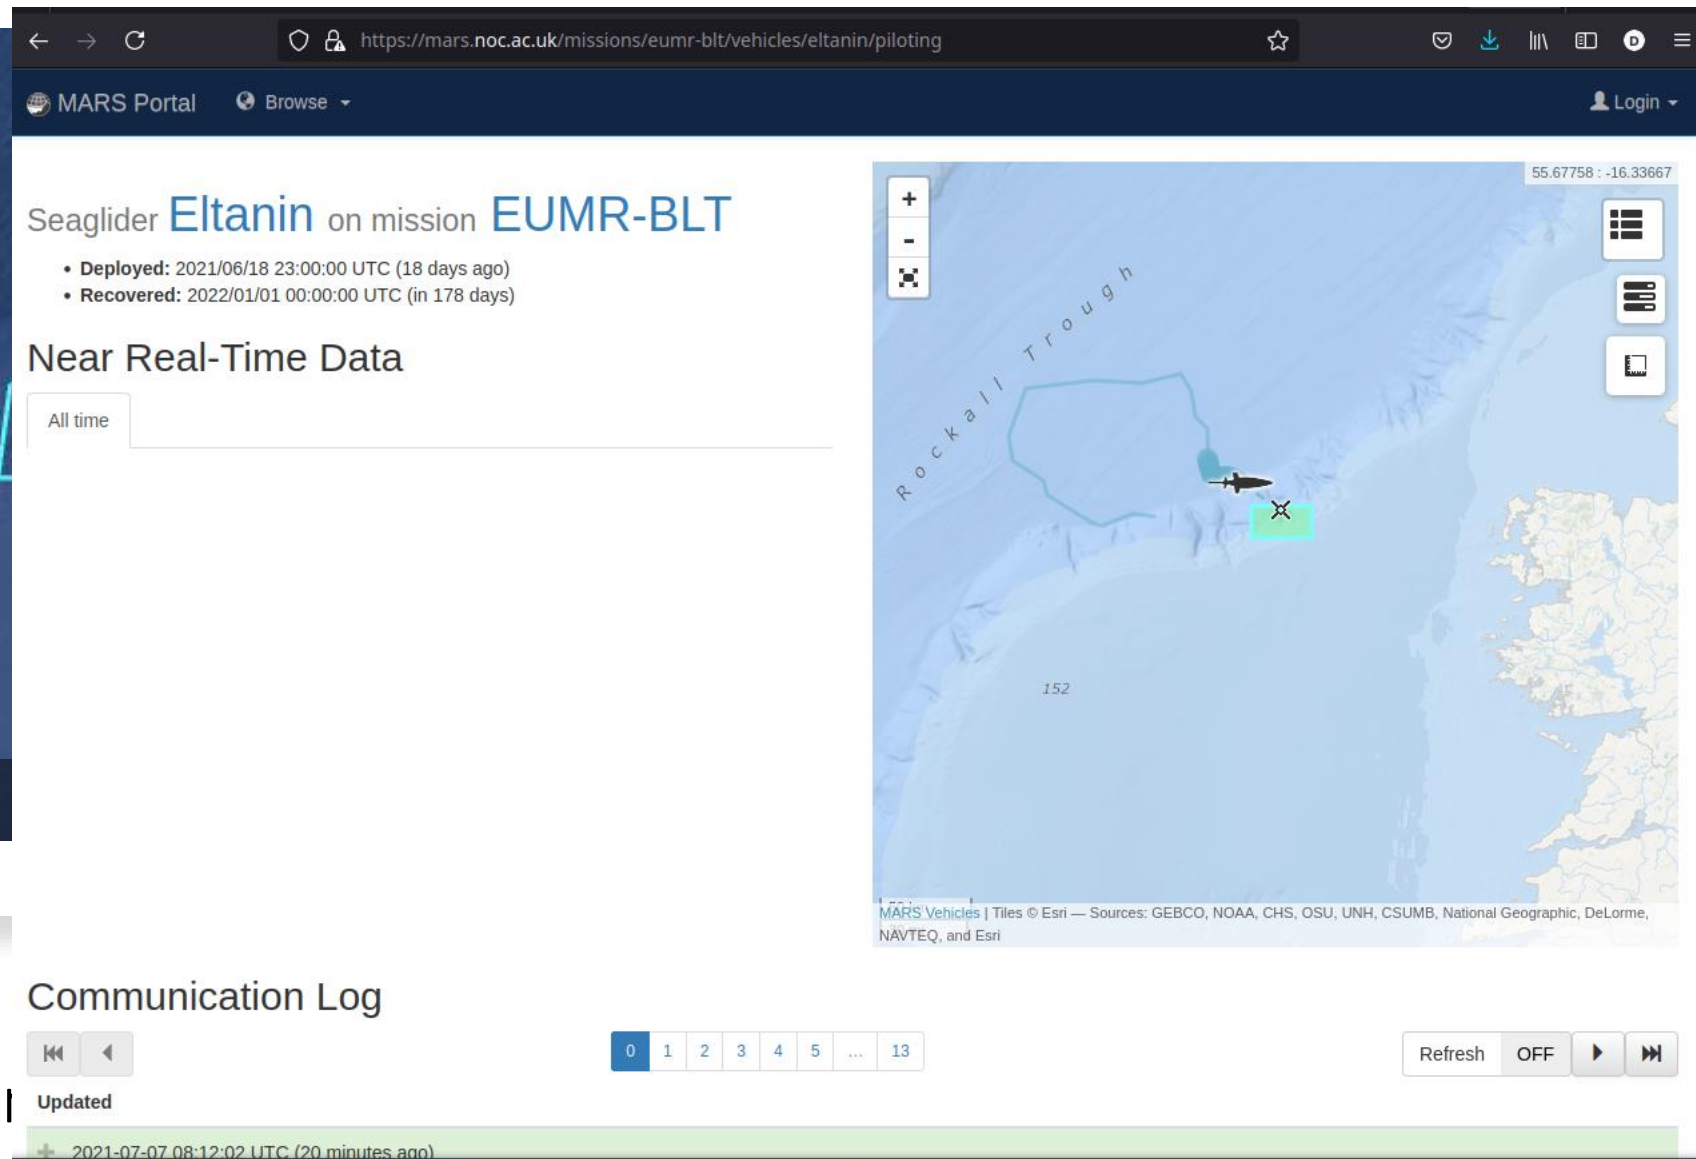 https://mars.noc.ac.uk/missions/eumr-blt/vehicles/eltanin/piloting
MARS Portal Browse Login
55.67758 : -16.33667
Seaglider Eltanin on mission EUMR-BLT
• Deployed: 2021/06/18 23:00:00 UTC (18 days ago)
• Recovered: 2022/01/01 00:00:00 UTC (in 178 days)
Near Real-Time Data
All time
+
-
Rockall Trough
152
MARS Vehicles | Tiles © Esri — Sources: GEBCO, NOAA, CHS, OSU, UNH, CSUMB, National Geographic, DeLorme,
NAVTEQ, and Esri
Communication Log
0 1 2 3 4 5 ... 13
Refresh OFF
Updated
2021-07-07 08:12:02 UTC (20 minutes ago)